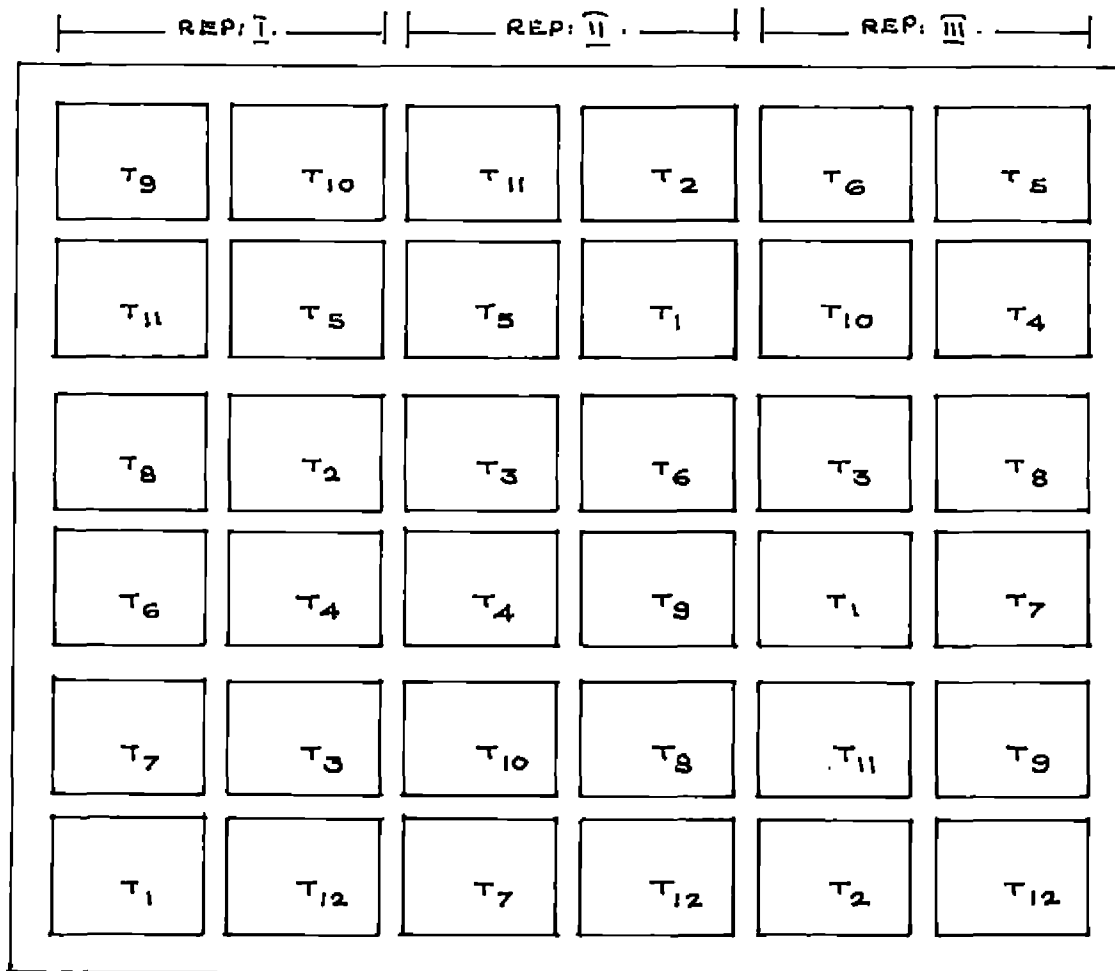 REP: I. REP: II. REP: III.
T9 T10 T11 T2 T6 T5
T11 T5 T5 T1 T10 T4
T8 T2 T3 T6 T3 T8
T6 T4 T4 T9 T1 T7
T7 T3 T10 T8 T11 T9
T1 T12 T7 T12 T2 T12